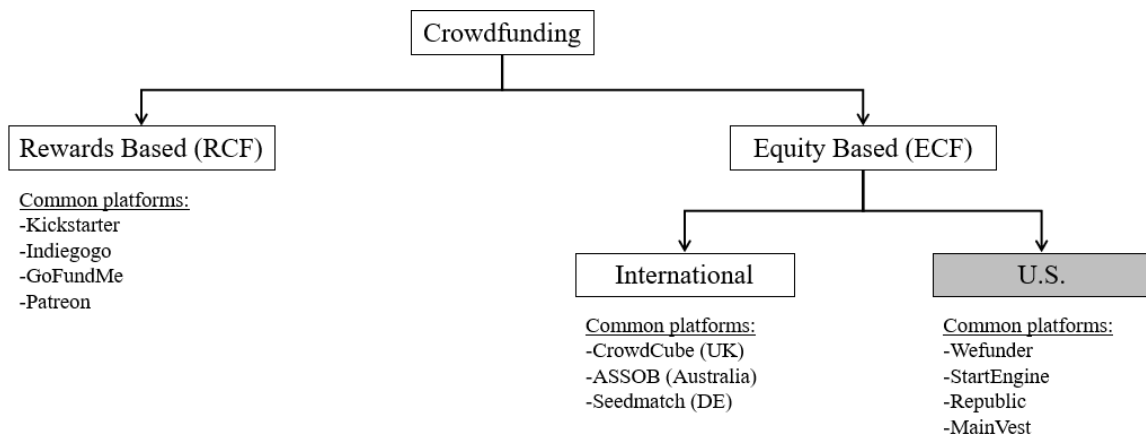 Crowdfunding
Rewards Based (RCF)
Common platforms:
-Kickstarter
-Indiegogo
-GoFundMe
-Patreon
Equity Based (ECF)
International
Common platforms:
-CrowdCube (UK)
-ASSOB (Australia)
-Seedmatch (DE)
U.S.
Common platforms:
-Wefunder
-StartEngine
-Republic
-MainVest